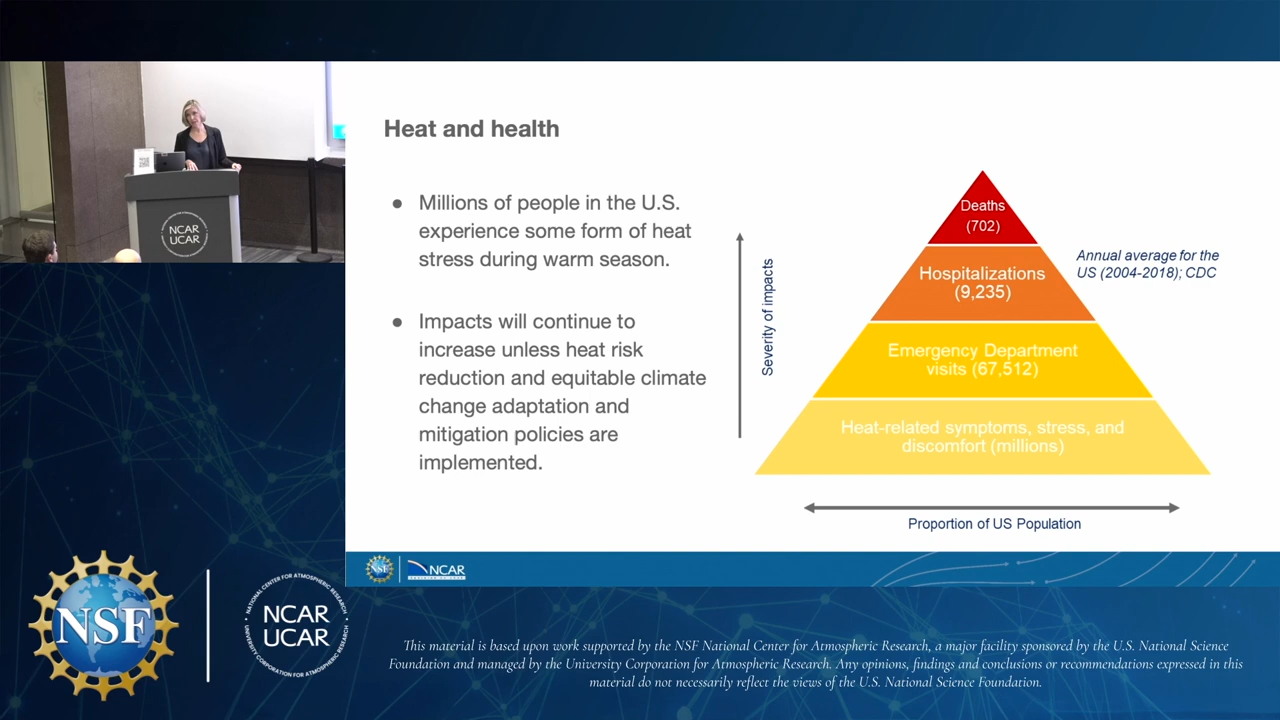 Heat and health
● Millions of people in the U.S.
experience some form of heat
stress during warm season.
● Impacts will continue to
increase unless heat risk
reduction and equitable climate
change adaptation and
mitigation policies are
implemented.
Severity of impacts
Deaths
(702)
Hospitalizations
(9,235)
Emergency Department
visits (67,512)
Heat-related symptoms, stress, and
discomfort (millions)
Annual average for the
US (2004-2018); CDC
Proportion of US Population
NCAR
UCAR
NSF
NCAR
NSF
NATIONAL CENTER FOR ATMOSPHERIC RESEARCH
NCAR
UCAR
UNIVERSITY CORPORATION FOR ATMOSPHERIC RESEARCH
This material is based upon work supported by the NSF National Center for Atmospheric Research, a major facility sponsored by the U.S. National Science
Foundation and managed by the University Corporation for Atmospheric Research. Any opinions, findings and conclusions or recommendations expressed in this
material do not necessarily reflect the views of the U.S. National Science Foundation.